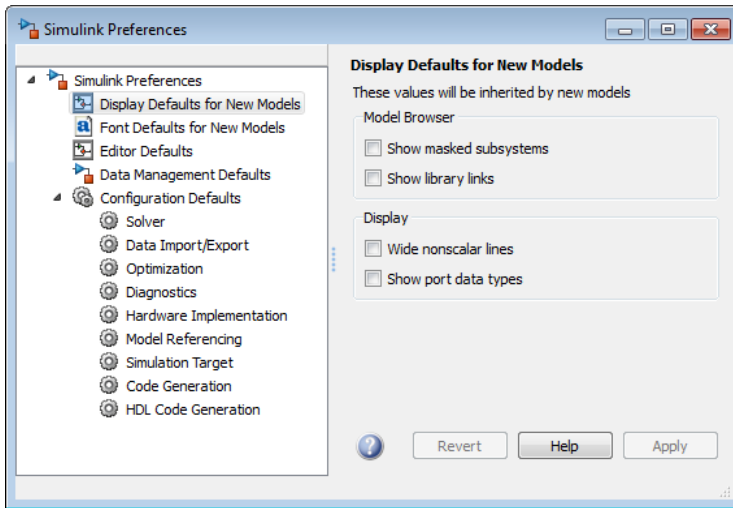 Simulink Preferences
Simulink Preferences
Display Defaults for New Models
Font Defaults for New Models
Editor Defaults
Data Management Defaults
Configuration Defaults
Solver
Data Import/Export
Optimization
Diagnostics
Hardware Implementation
Model Referencing
Simulation Target
Code Generation
HDL Code Generation
Display Defaults for New Models
These values will be inherited by new models
Model Browser
Show masked subsystems
Show library links
Display
Wide nonscalar lines
Show port data types
Revert
Help
Apply